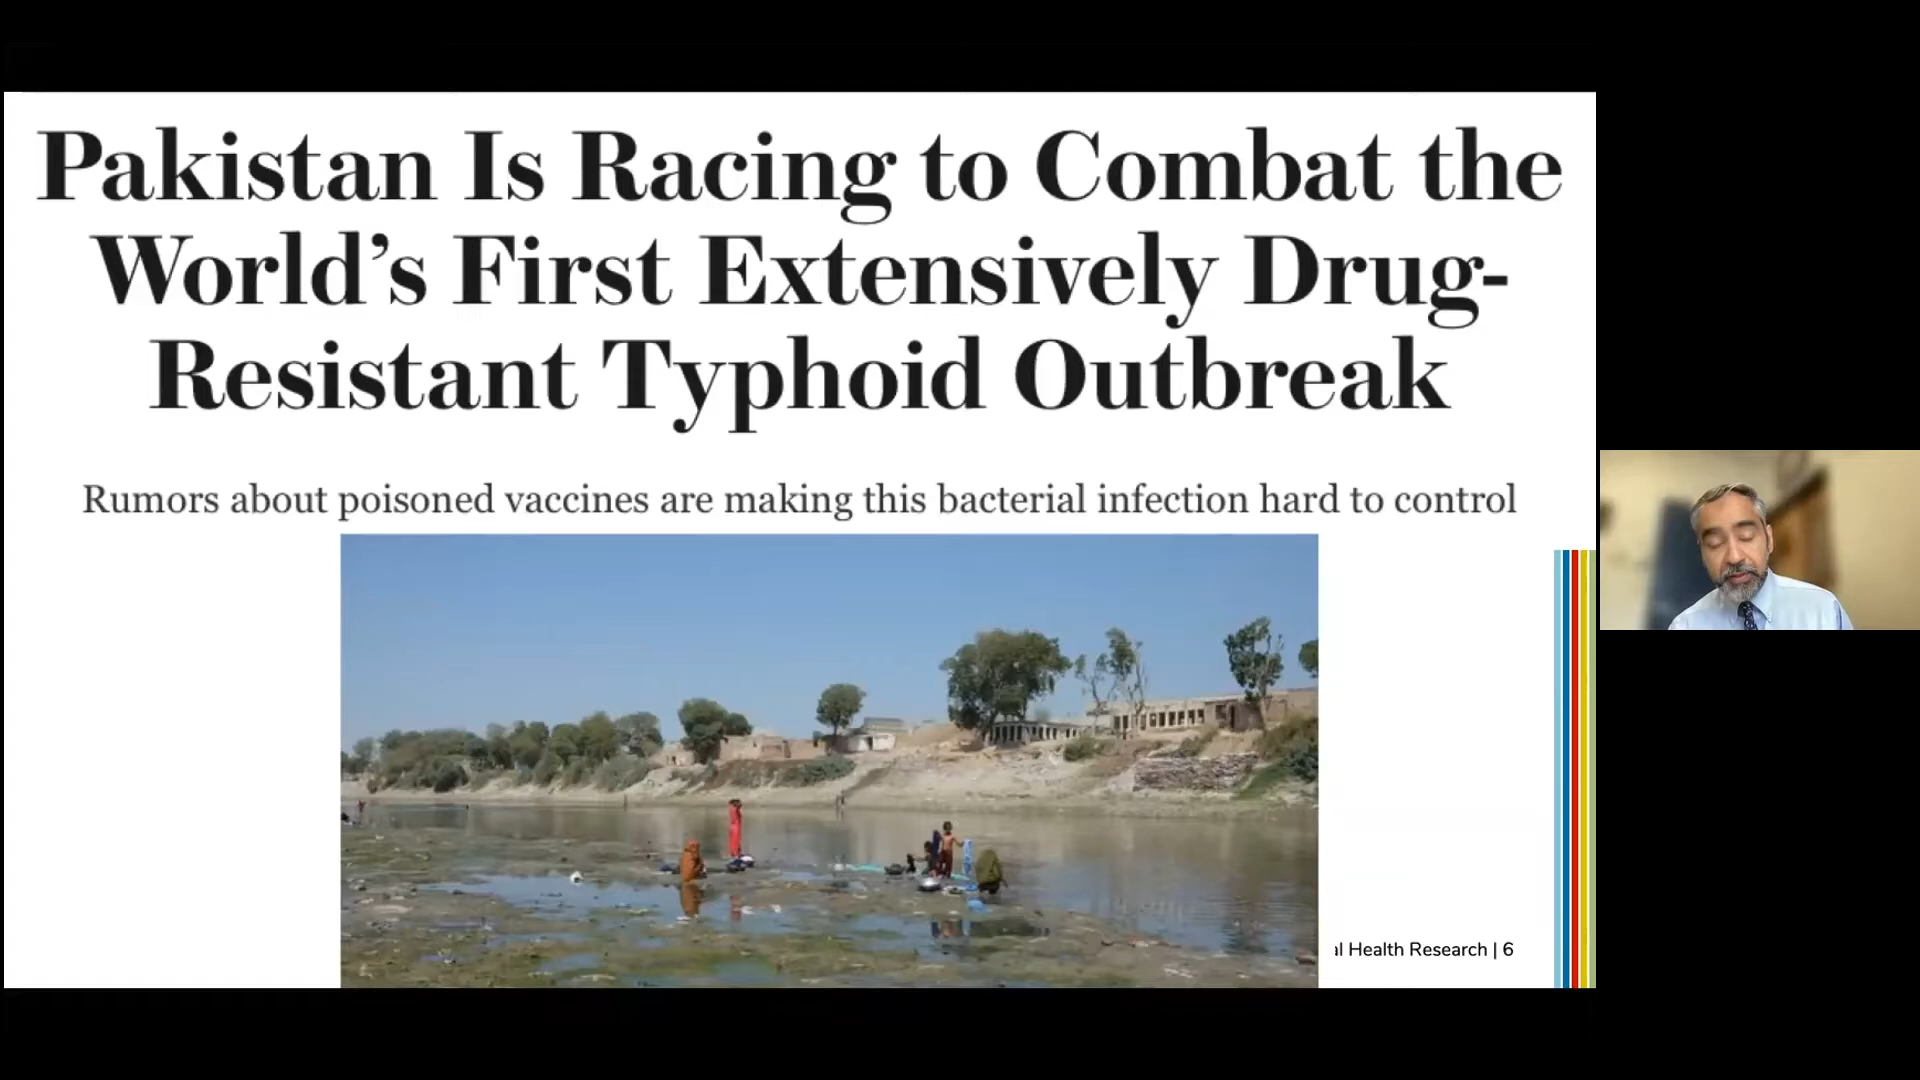 Pakistan Is Racing to Combat the
World’s First Extensively Drug-
Resistant Typhoid Outbreak
Rumors about poisoned vaccines are making this bacterial infection hard to control
Health Research | 6